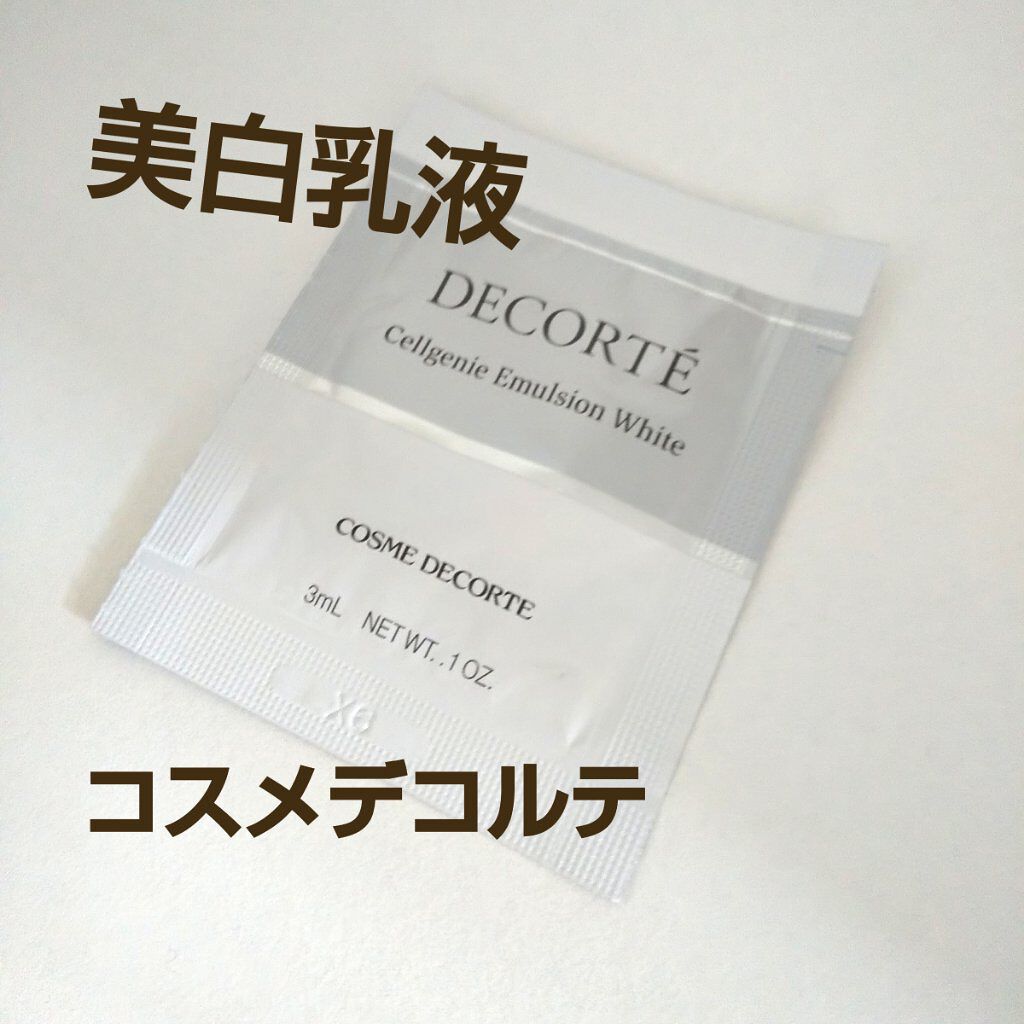 美白乳液
DECORTÉ
Cellgenie Emulsion White
COSME DECORTE
3mL NET WT. .1 OZ.
X6
コスメデコルテ